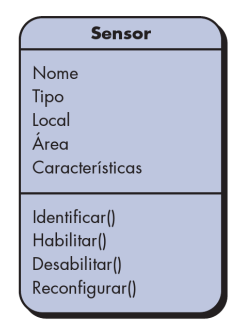 Sensor
Nome
Tipo
Local
Área
Características
Identificar()
Habilitar()
Desabilitar()
Reconfigurar()